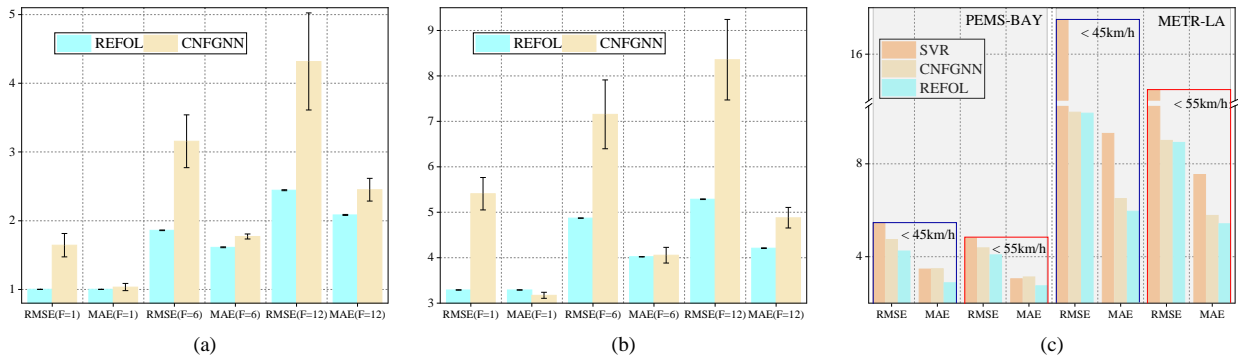 5
4
3
2
1
REFOL
CNFGNN
RMSE(F=1)
MAE(F=1)
RMSE(F=6)
MAE(F=6)
RMSE(F=12)
MAE(F=12)
(a)
9
8
7
6
5
4
3
REFOL
CNFGNN
RMSE(F=1)
MAE(F=1)
RMSE(F=6)
MAE(F=6)
RMSE(F=12)
MAE(F=12)
(b)
16
8
4
PEMS-BAY
METR-LA
SVR
CNFGNN
REFOL
< 45km/h
< 55km/h
< 45km/h
< 55km/h
RMSE
MAE
RMSE
MAE
RMSE
MAE
RMSE
MAE
(c)